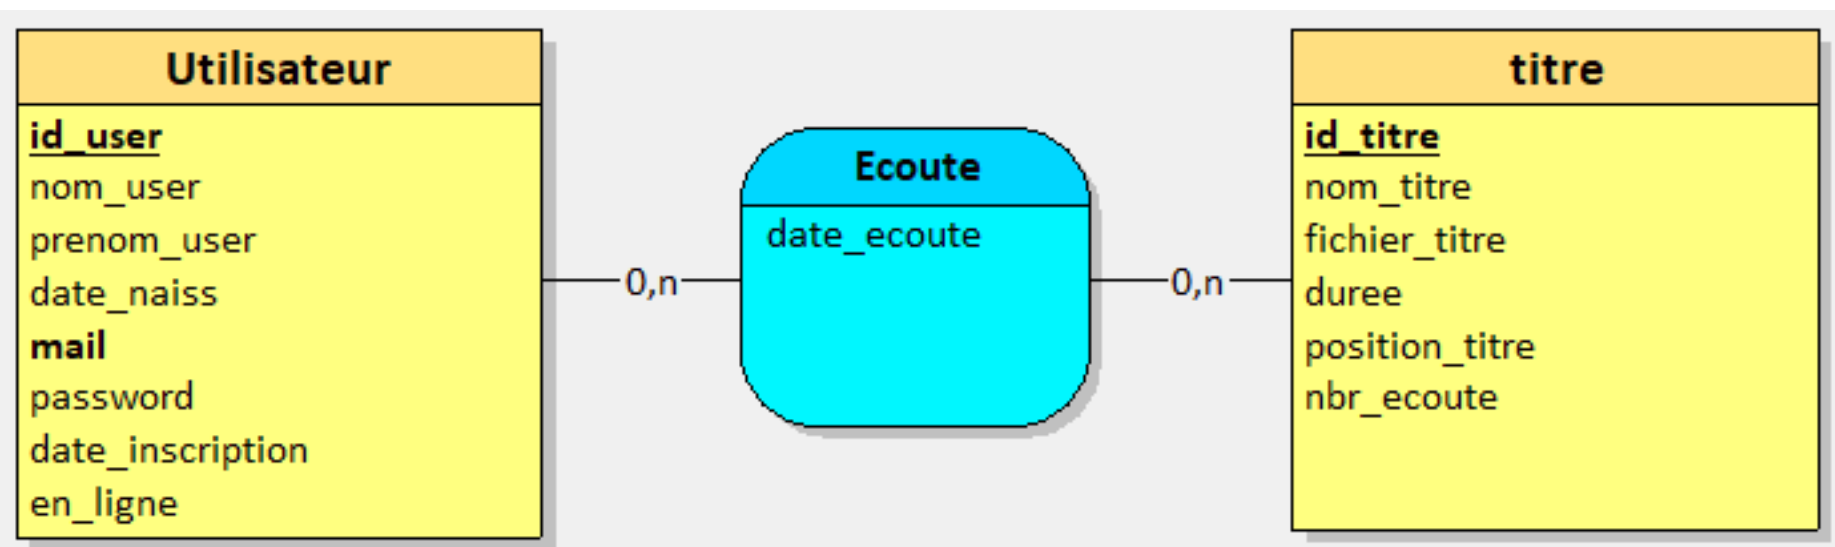 Utilisateur
id_user
nom_user
prenom_user
date_naiss
mail
password
date_inscription
en_ligne
0,n
Ecoute
date_ecoute
0,n
titre
id_titre
nom_titre
fichier_titre
duree
position_titre
nbr_ecoute